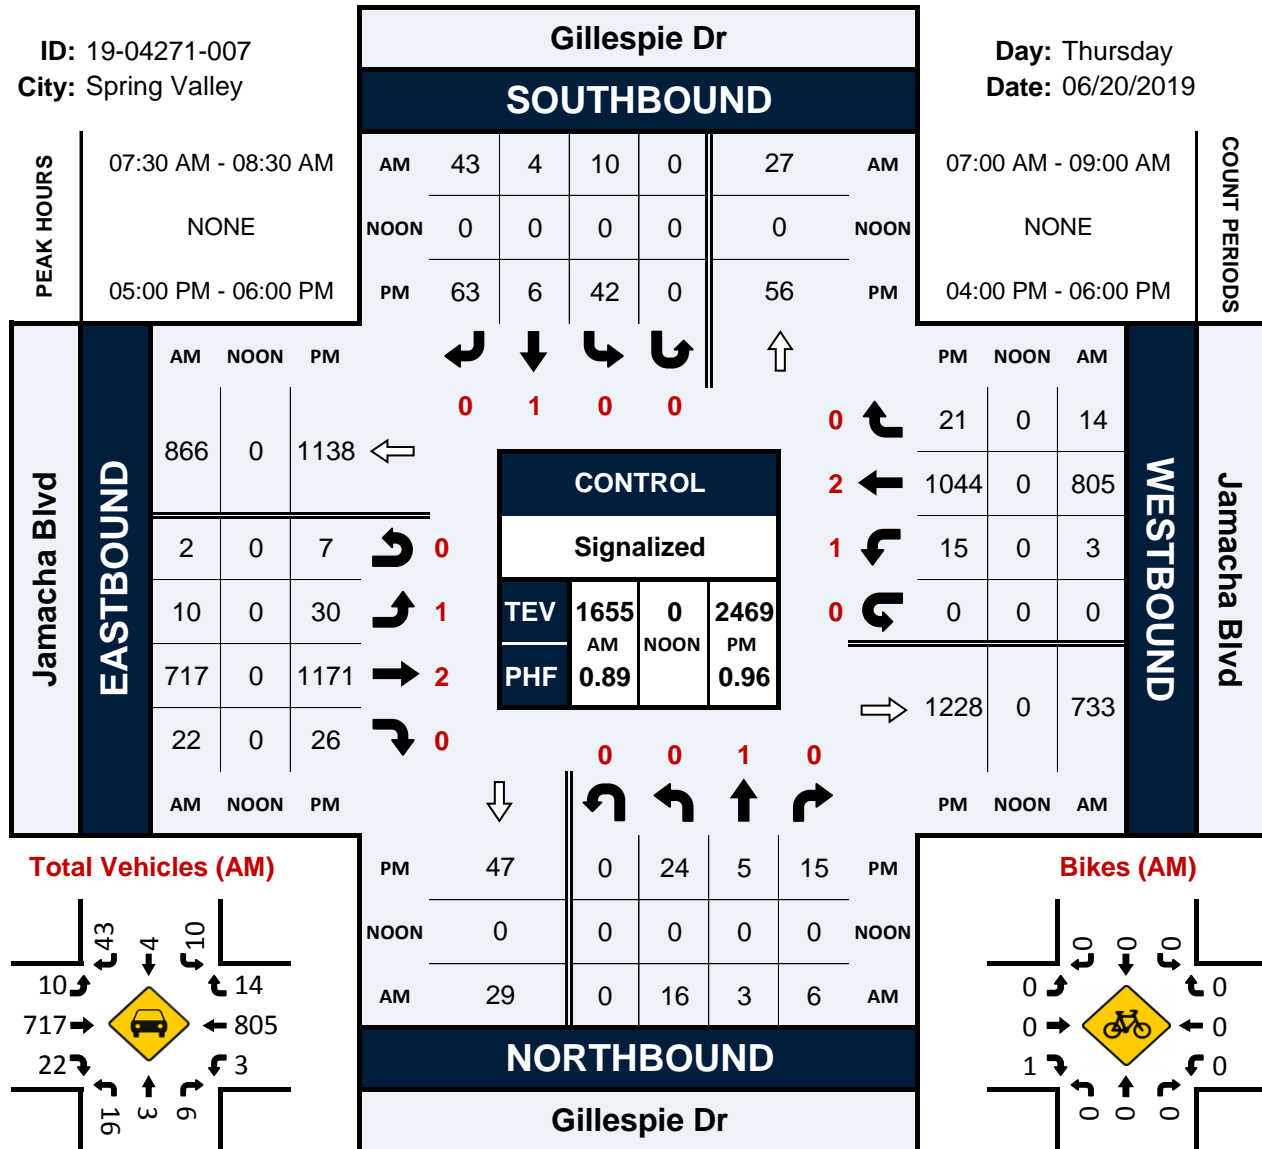 Gillespie Dr
ID: 19-04271-007
Day: Thursday
City: Spring Valley
Date: 06/20/2019
SOUTHBOUND
PEAK HOURS
07:30 AM - 08:30 AM
AM 43 4 10 0 27 AM
07:00 AM - 09:00 AM
COUNT PERIODS
NONE
NOON 0 0 0 0 0 NOON
NONE
05:00 PM - 06:00 PM
PM 63 6 42 0 56 PM
04:00 PM - 06:00 PM
Jamacha Blvd
EASTBOUND
AM NOON PM
PM NOON AM
WESTBOUND
Jamacha Blvd
0 1 0 0
866 0 1138
0 21 0 14
2 1044 0 805
1 15 0 3
0 0 0 0
2 0 7 0
10 0 30 1
717 0 1171 2
22 0 26 0
CONTROL
Signalized
TEV 1655 0 2469
AM NOON PM
PHF 0.89 0.96
1228 0 733
0 0 1 0
AM NOON PM
PM NOON AM
PM 47 0 24 5 15 PM
NOON 0 0 0 0 0 NOON
AM 29 0 16 3 6 AM
NORTHBOUND
Gillespie Dr
Total Vehicles (AM)
43 4 10
10 14
717 805
22 3
16 3 6
Bikes (AM)
0 0 0
0 0
0 0
1 0
0 0 0